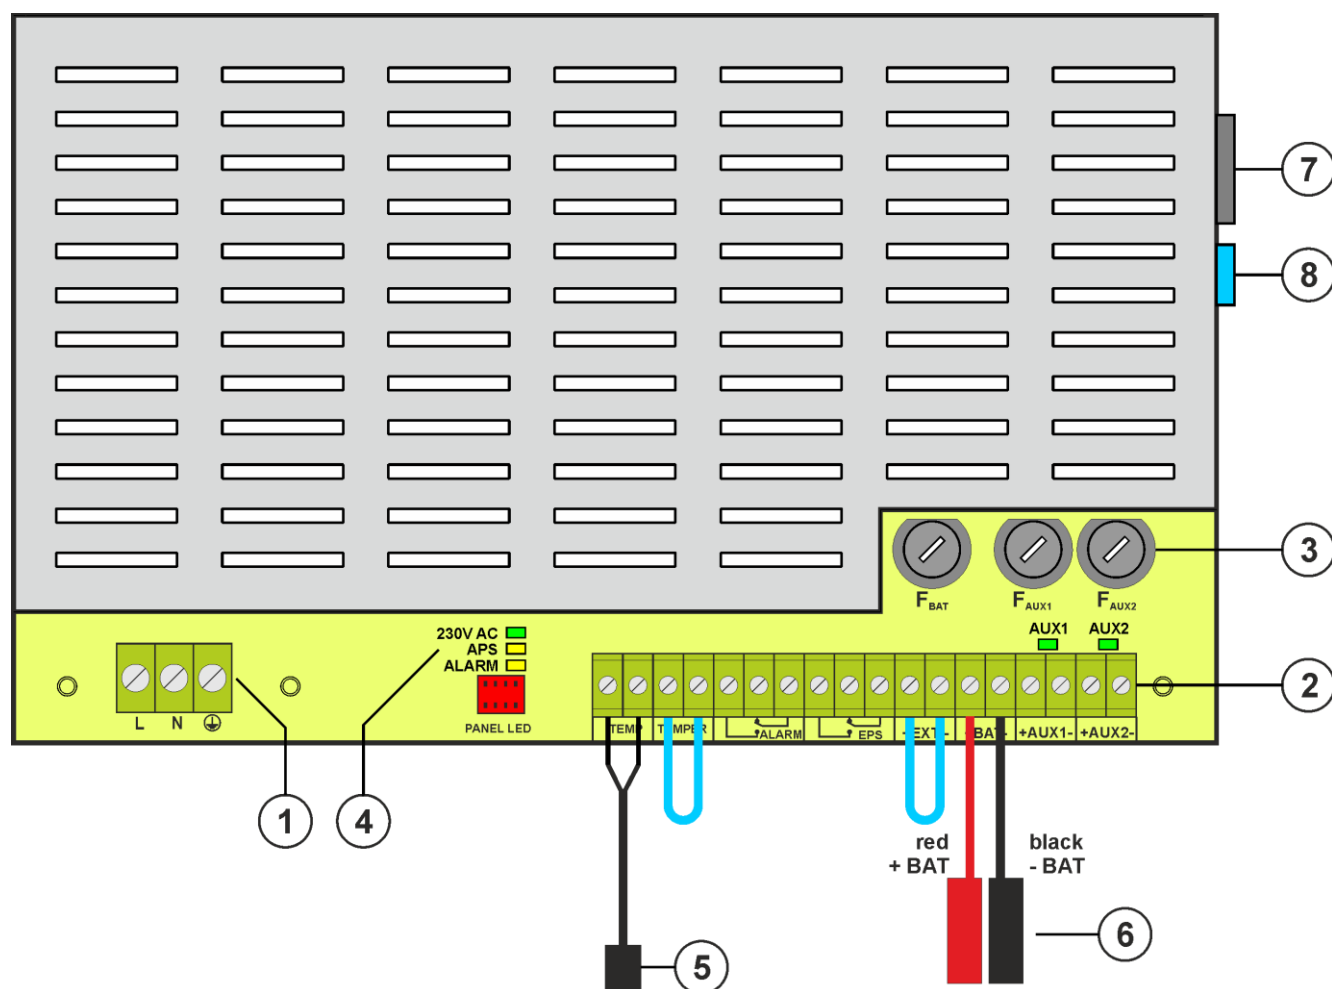 7
8
3
F BAT
F AUX1
F AUX2
230V AC
APS
ALARM
AUX1
AUX2
2
L N
PANEL LED
TEMP
TEMPER
ALARM
EPS
-EXT-
+BAT-
+AUX1-
+AUX2-
1
4
red
+ BAT
black
- BAT
6
5